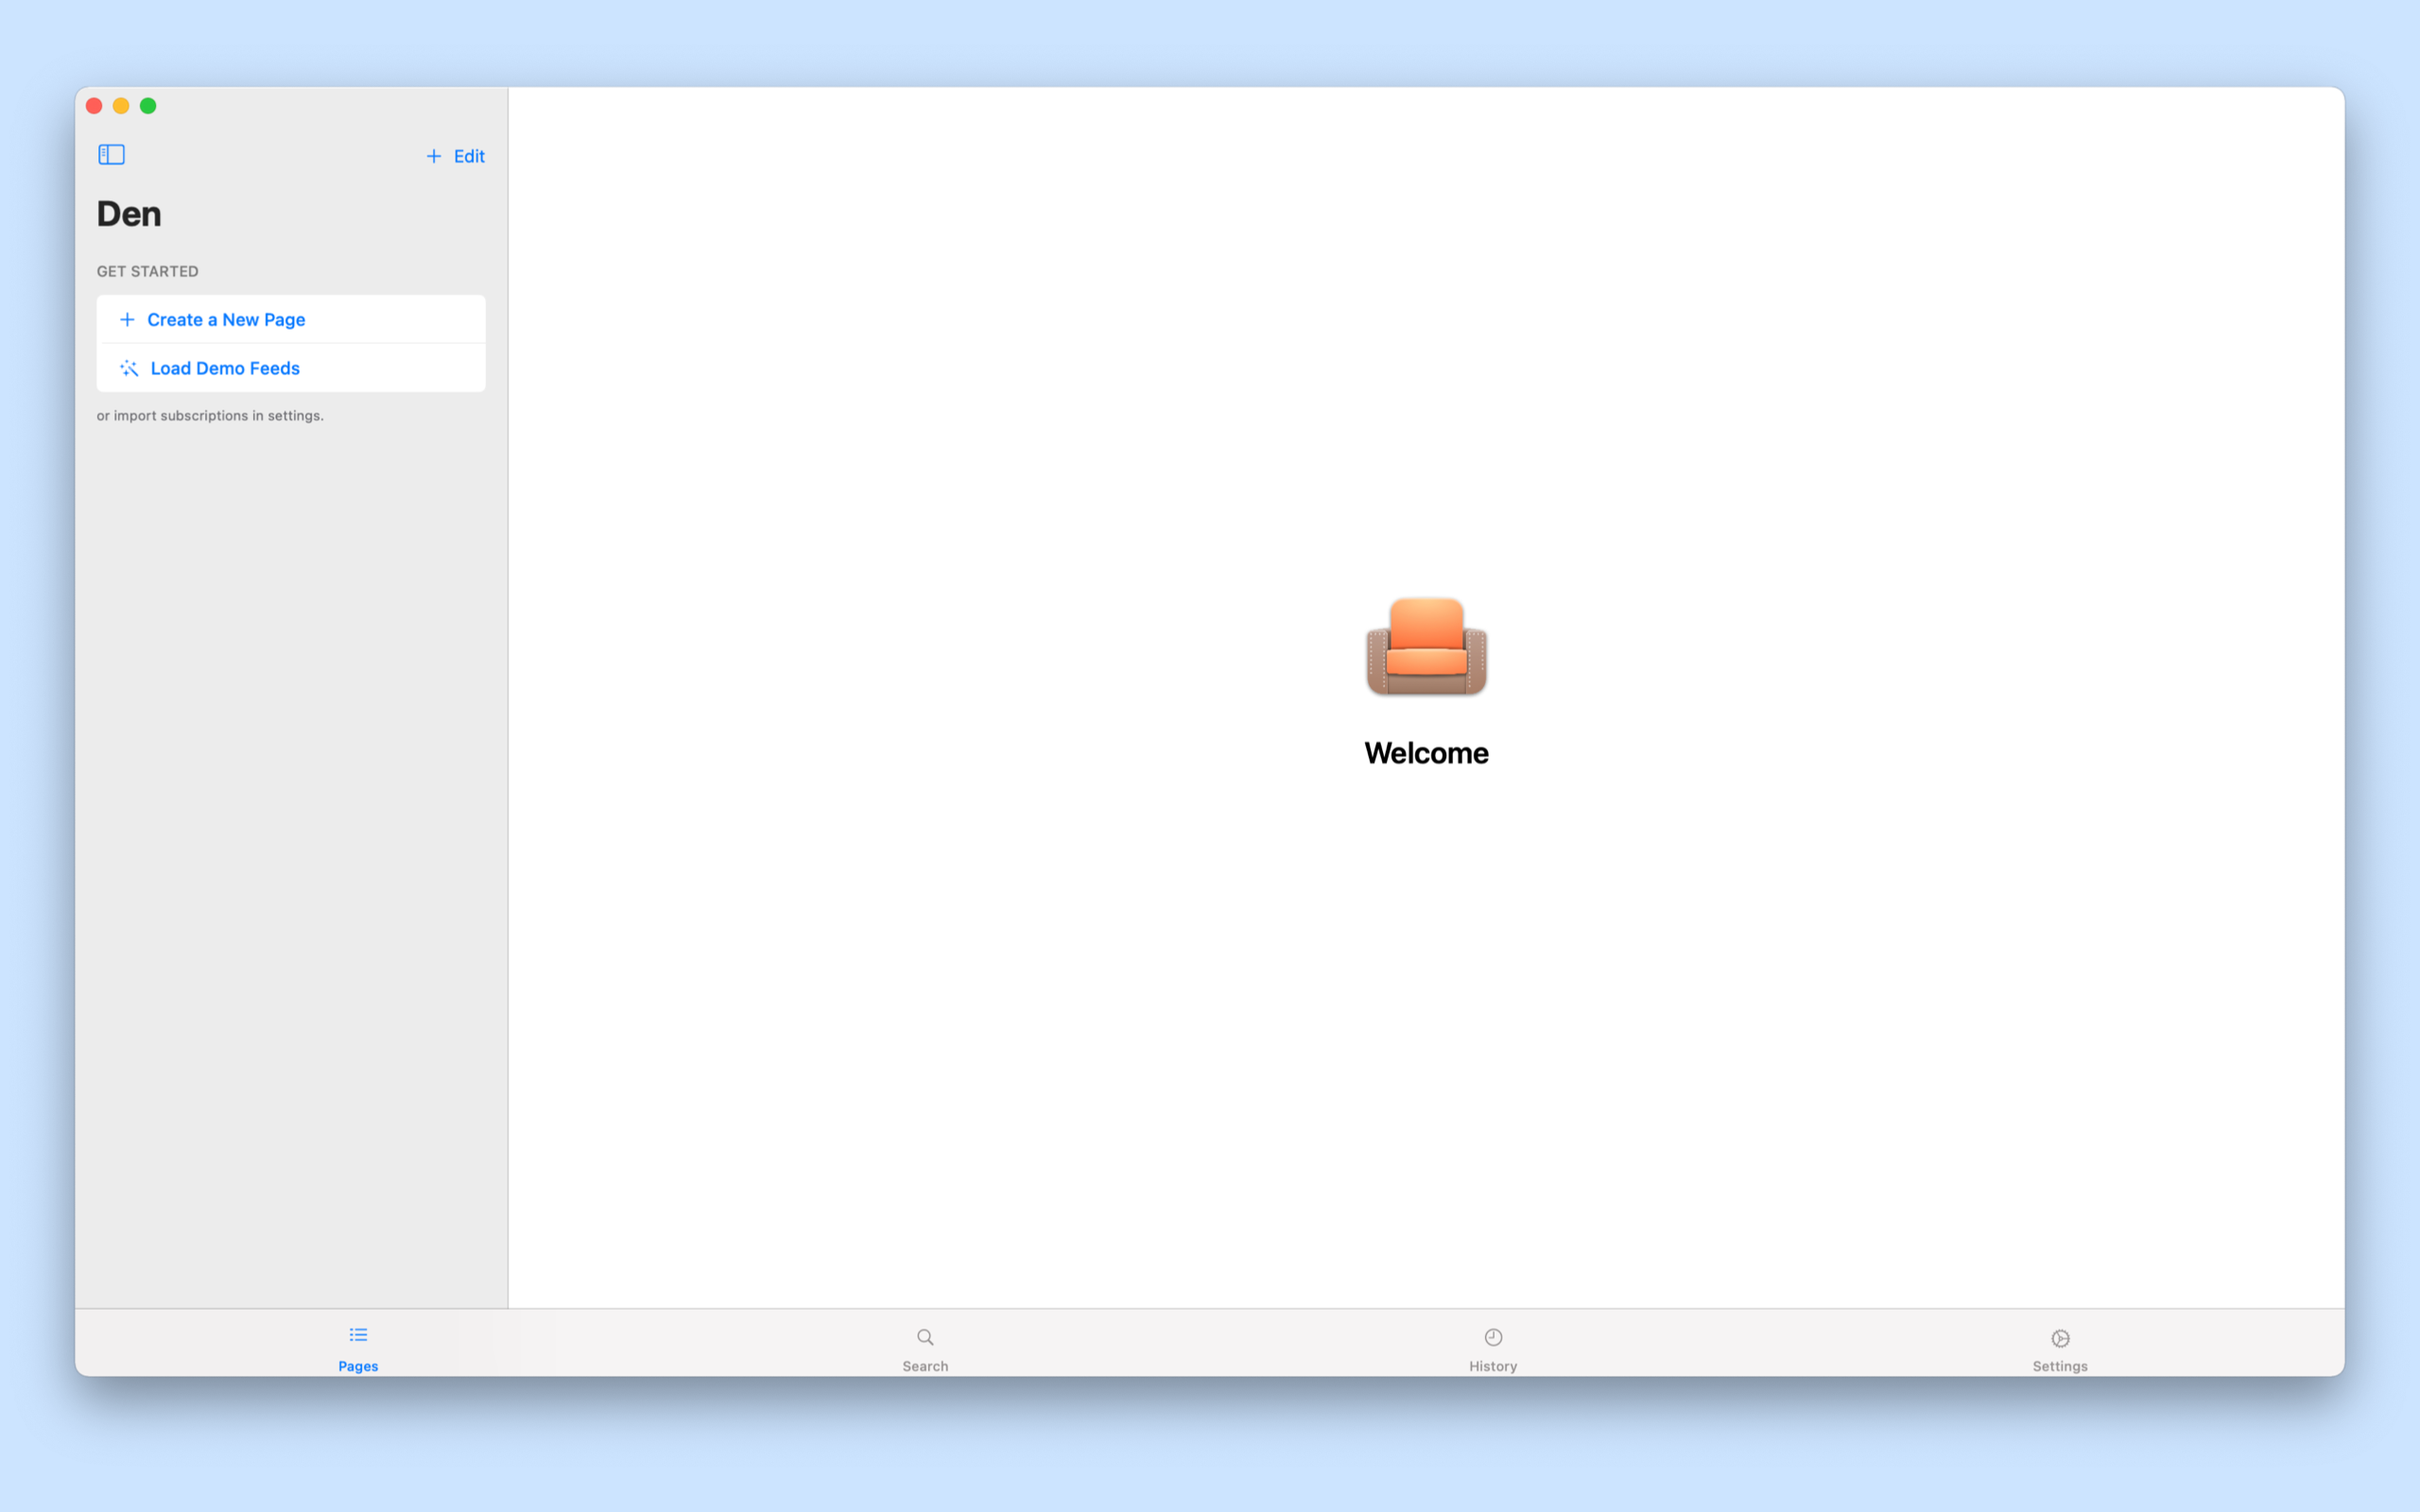 Edit
Den
GET STARTED
Create a New Page
Load Demo Feeds
or import subscriptions in settings.
Welcome
Pages
Search
History
Settings